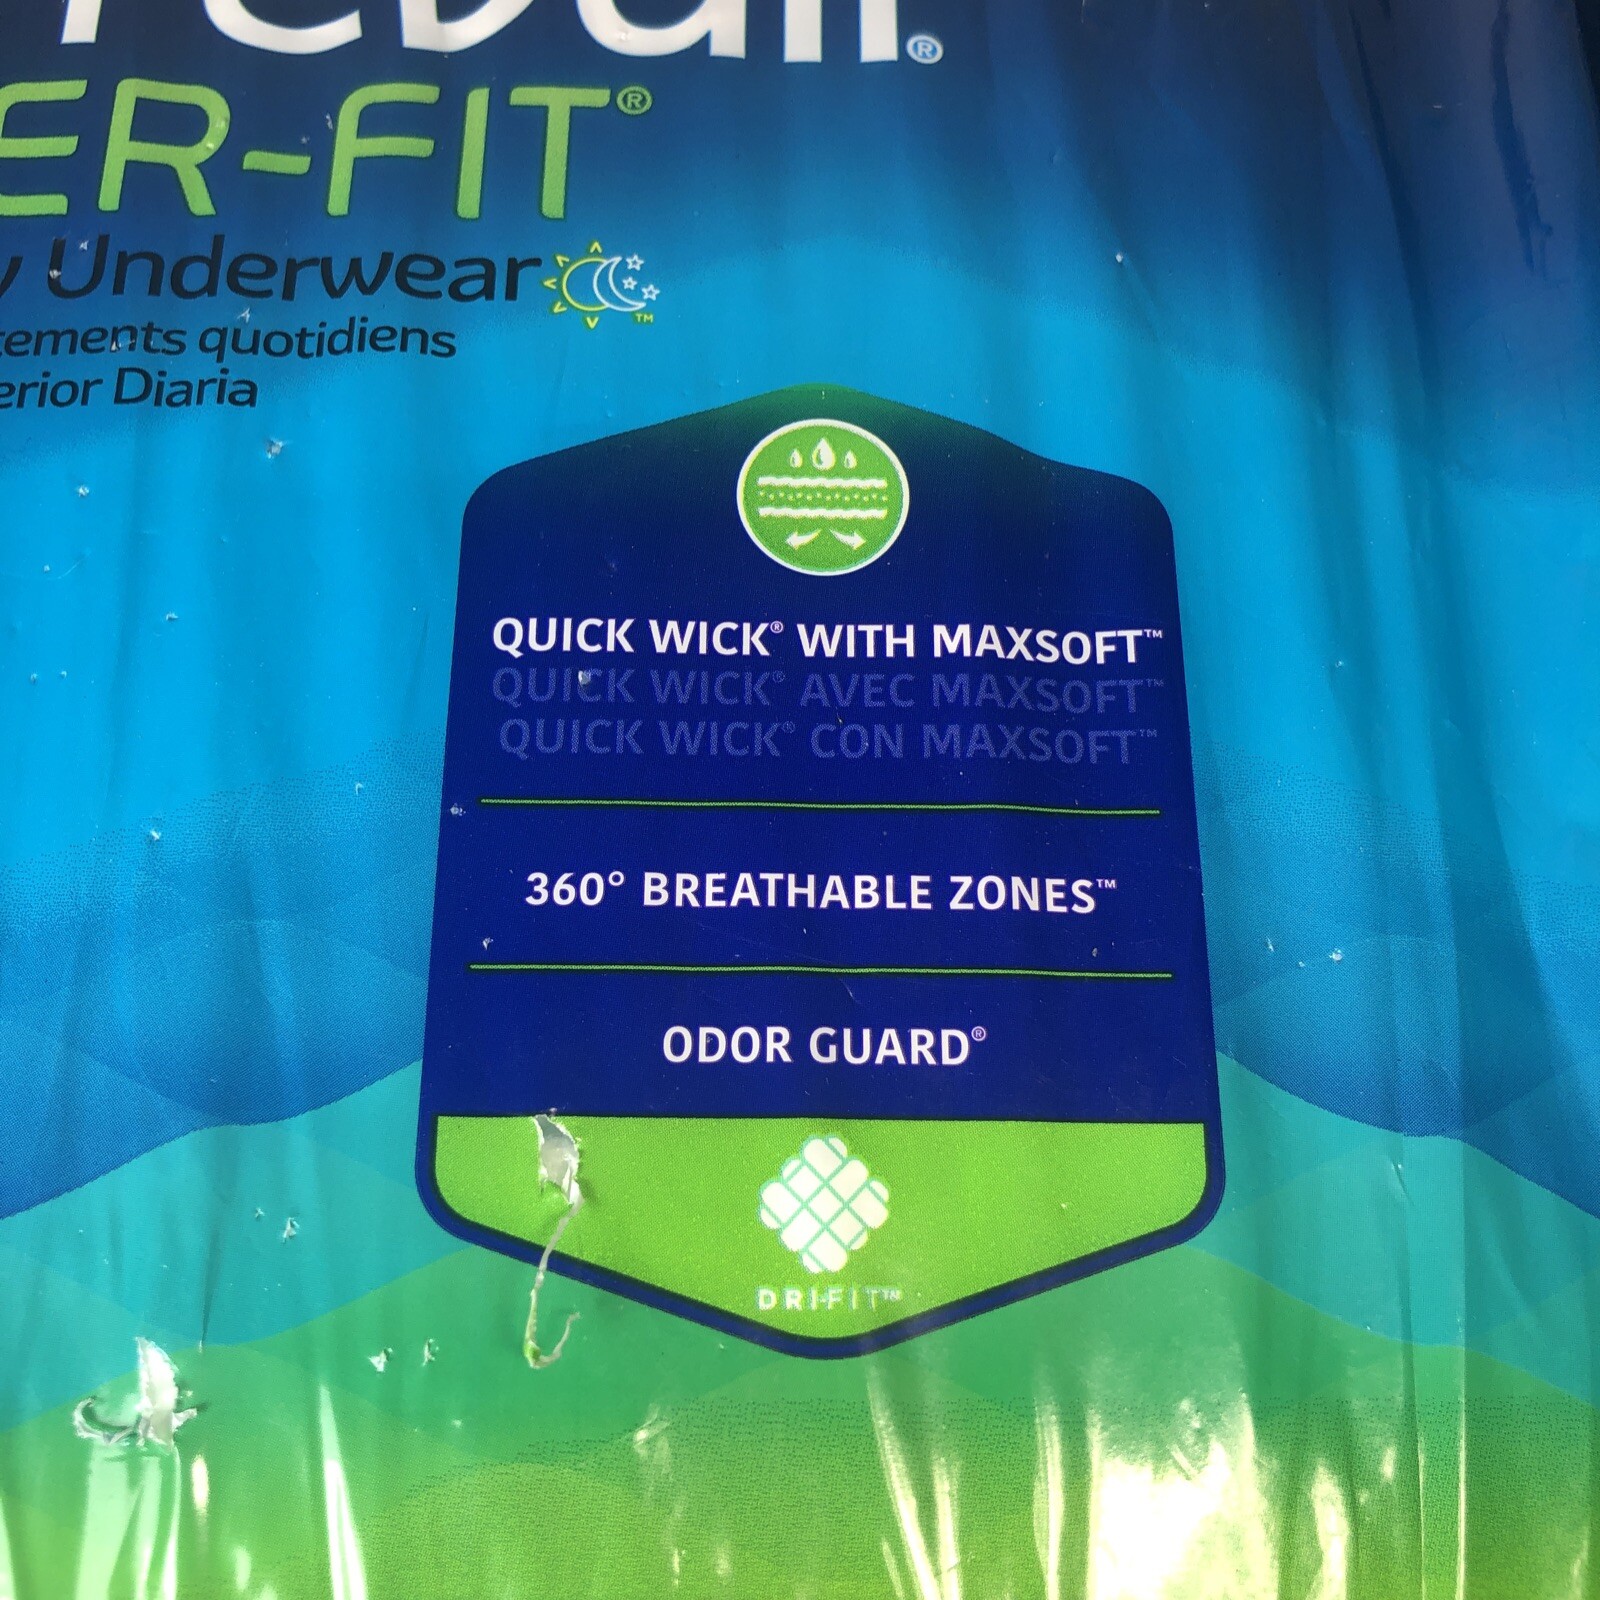 ER-FIT®
Underwear™
tements quotidiens
erior Diaria
QUICK WICK® WITH MAXSOFT™
QUICK WICK® AVEC MAXSOFT™
QUICK WICK® CON MAXSOFT™
360° BREATHABLE ZONES™
ODOR GUARD®
DRI-FIT™